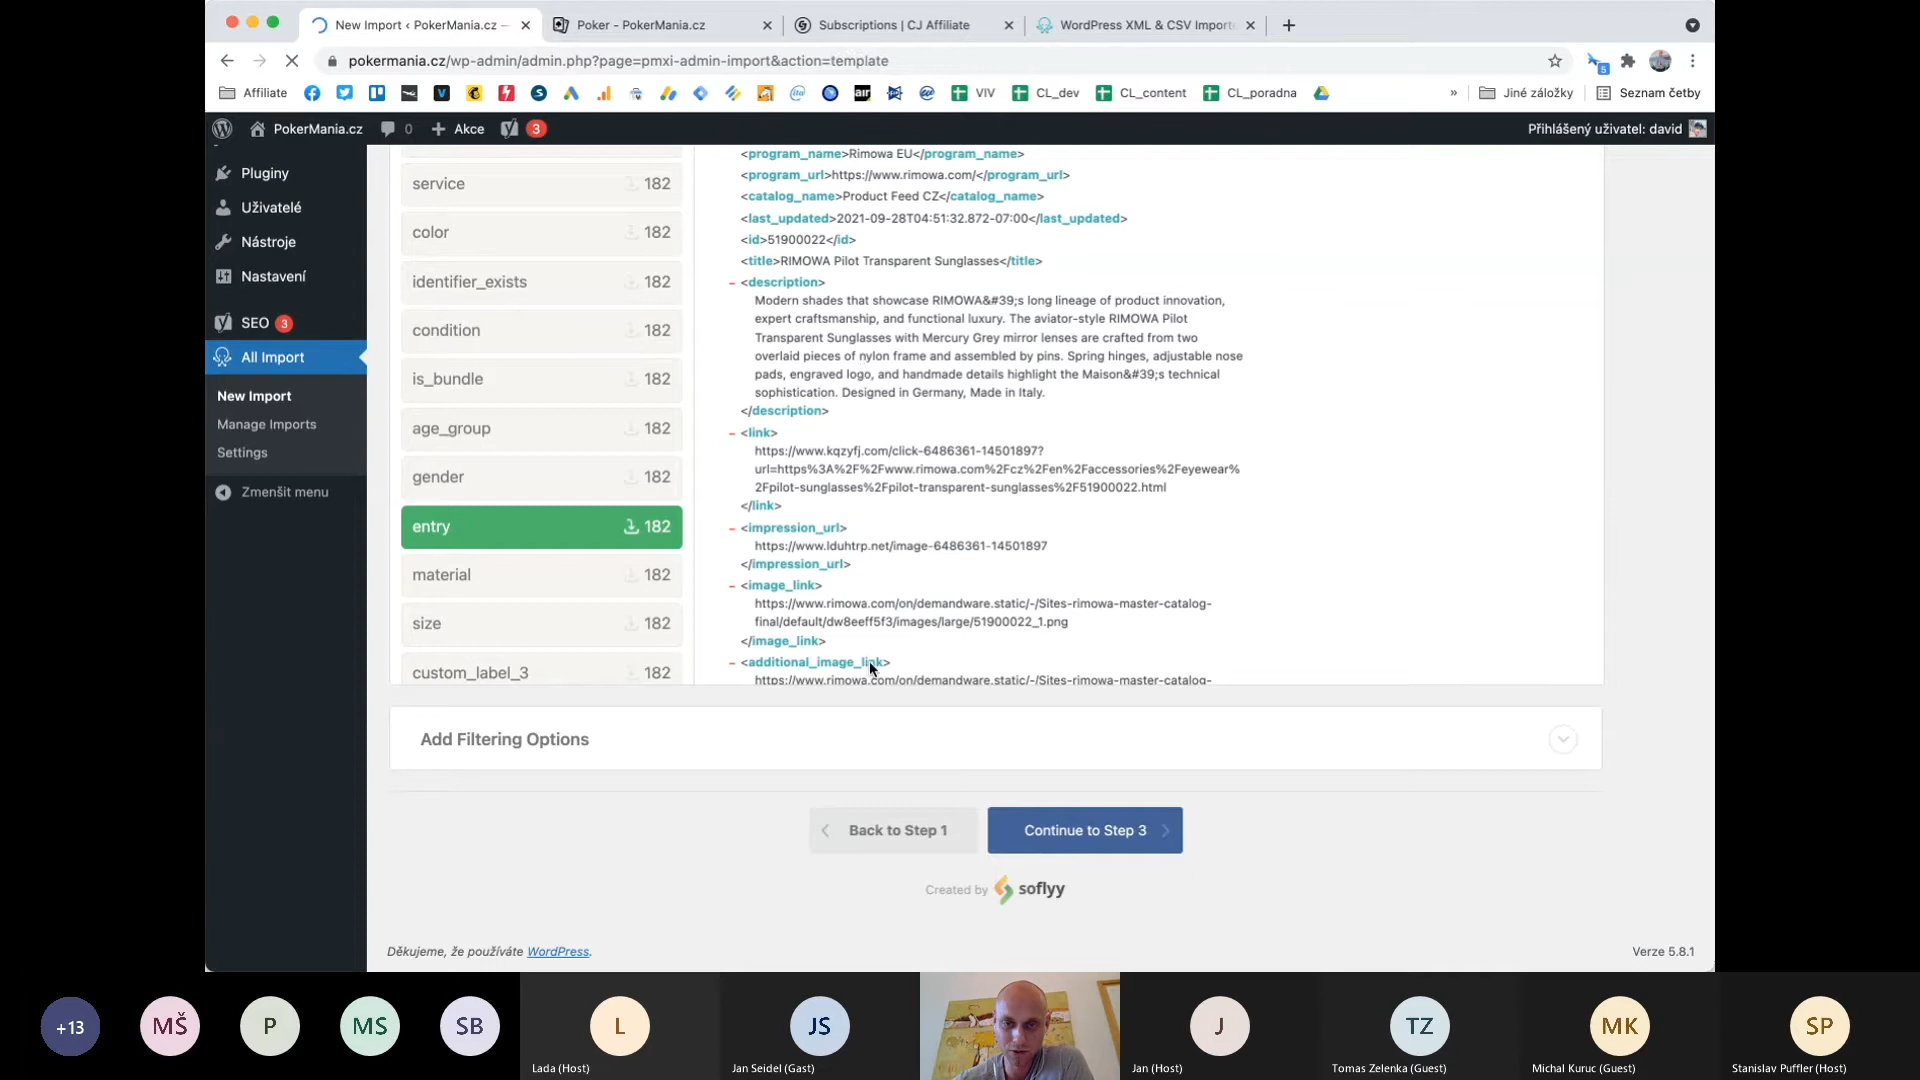 New Import ‹ PokerMania.cz —
Poker - PokerMania.cz
Subscriptions | CJ Affiliate
WordPress XML & CSV Import
pokermania.cz/wp-admin/admin.php?page=pmxi-admin-import&action=template
5
Affiliate
air
VIV
CL_dev
CL_content
CL_poradna
»
Jiné záložky
Seznam četby
PokerMania.cz
0
Akce
3
Přihlášený uživatel: david
Pluginy
Uživatelé
Nástroje
Nastavení
SEO 3
All Import
New Import
Manage Imports
Settings
Zmenšit menu
service 182
color 182
identifier_exists 182
condition 182
is_bundle 182
age_group 182
gender 182
entry 182
material 182
size 182
custom_label_3 182
<program_name>Rimowa EU</program_name>
<program_url>https://www.rimowa.com/</program_url>
<catalog_name>Product Feed CZ</catalog_name>
<last_updated>2021-09-28T04:51:32.872-07:00</last_updated>
<id>51900022</id>
<title>RIMOWA Pilot Transparent Sunglasses</title>
– <description>
Modern shades that showcase RIMOWA&#39;s long lineage of product innovation,
expert craftsmanship, and functional luxury. The aviator-style RIMOWA Pilot
Transparent Sunglasses with Mercury Grey mirror lenses are crafted from two
overlaid pieces of nylon frame and assembled by pins. Spring hinges, adjustable nose
pads, engraved logo, and handmade details highlight the Maison&#39;s technical
sophistication. Designed in Germany, Made in Italy.
</description>
– <link>
https://www.kqzyfj.com/click-6486361-14501897?
url=https%3A%2F%2Fwww.rimowa.com%2Fcz%2Fen%2Faccessories%2Feyewear%
2Fpilot-sunglasses%2Fpilot-transparent-sunglasses%2F51900022.html
</link>
– <impression_url>
https://www.lduhtrp.net/image-6486361-14501897
</impression_url>
– <image_link>
https://www.rimowa.com/on/demandware.static/-/Sites-rimowa-master-catalog-
final/default/dw8eeff5f3/images/large/51900022_1.png
</image_link>
– <additional_image_link>
https://www.rimowa.com/on/demandware.static/-/Sites-rimowa-master-catalog-
Add Filtering Options
Back to Step 1
Continue to Step 3
Created by soflyy
Děkujeme, že používáte WordPress.
Verze 5.8.1
+13
MŠ
P
MS
SB
L
Lada (Host)
JS
Jan Seidel (Gast)
J
Jan (Host)
TZ
Tomas Zelenka (Guest)
MK
Michal Kuruc (Guest)
SP
Stanislav Puffler (Host)